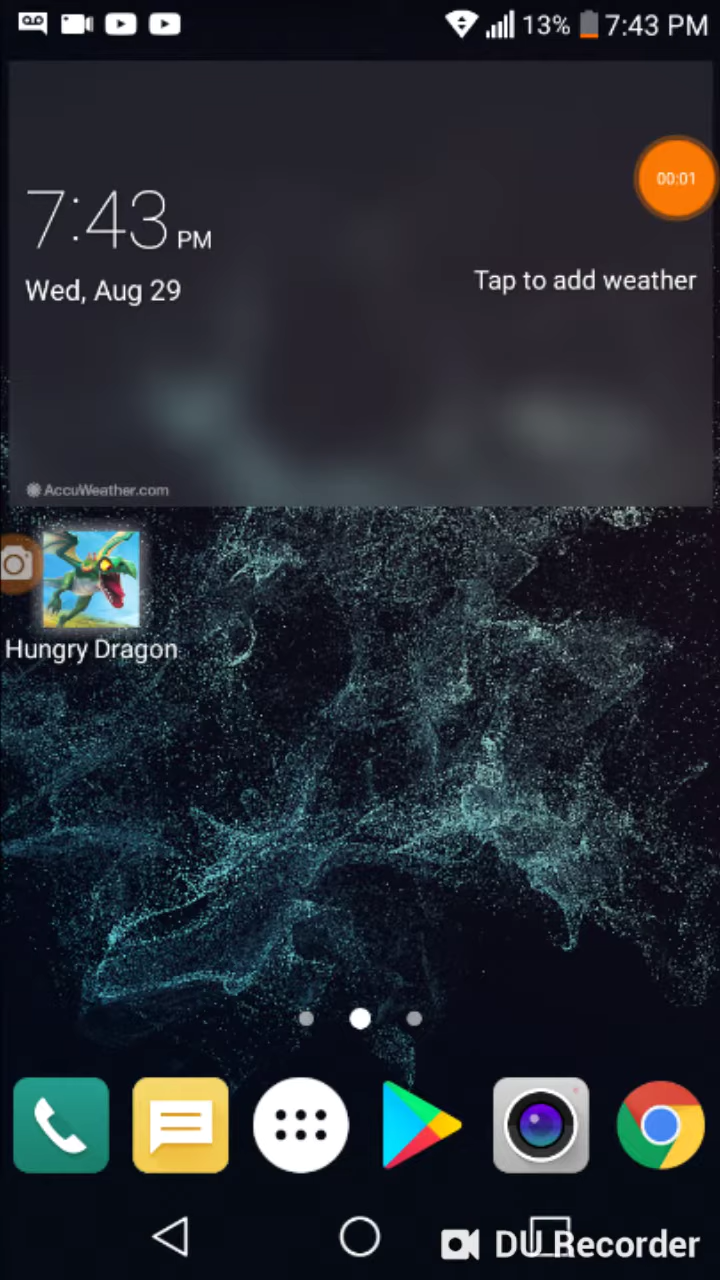 13% 7:43 PM
00:01
7:43 PM
Wed, Aug 29
Tap to add weather
AccuWeather.com
Hungry Dragon
DU Recorder